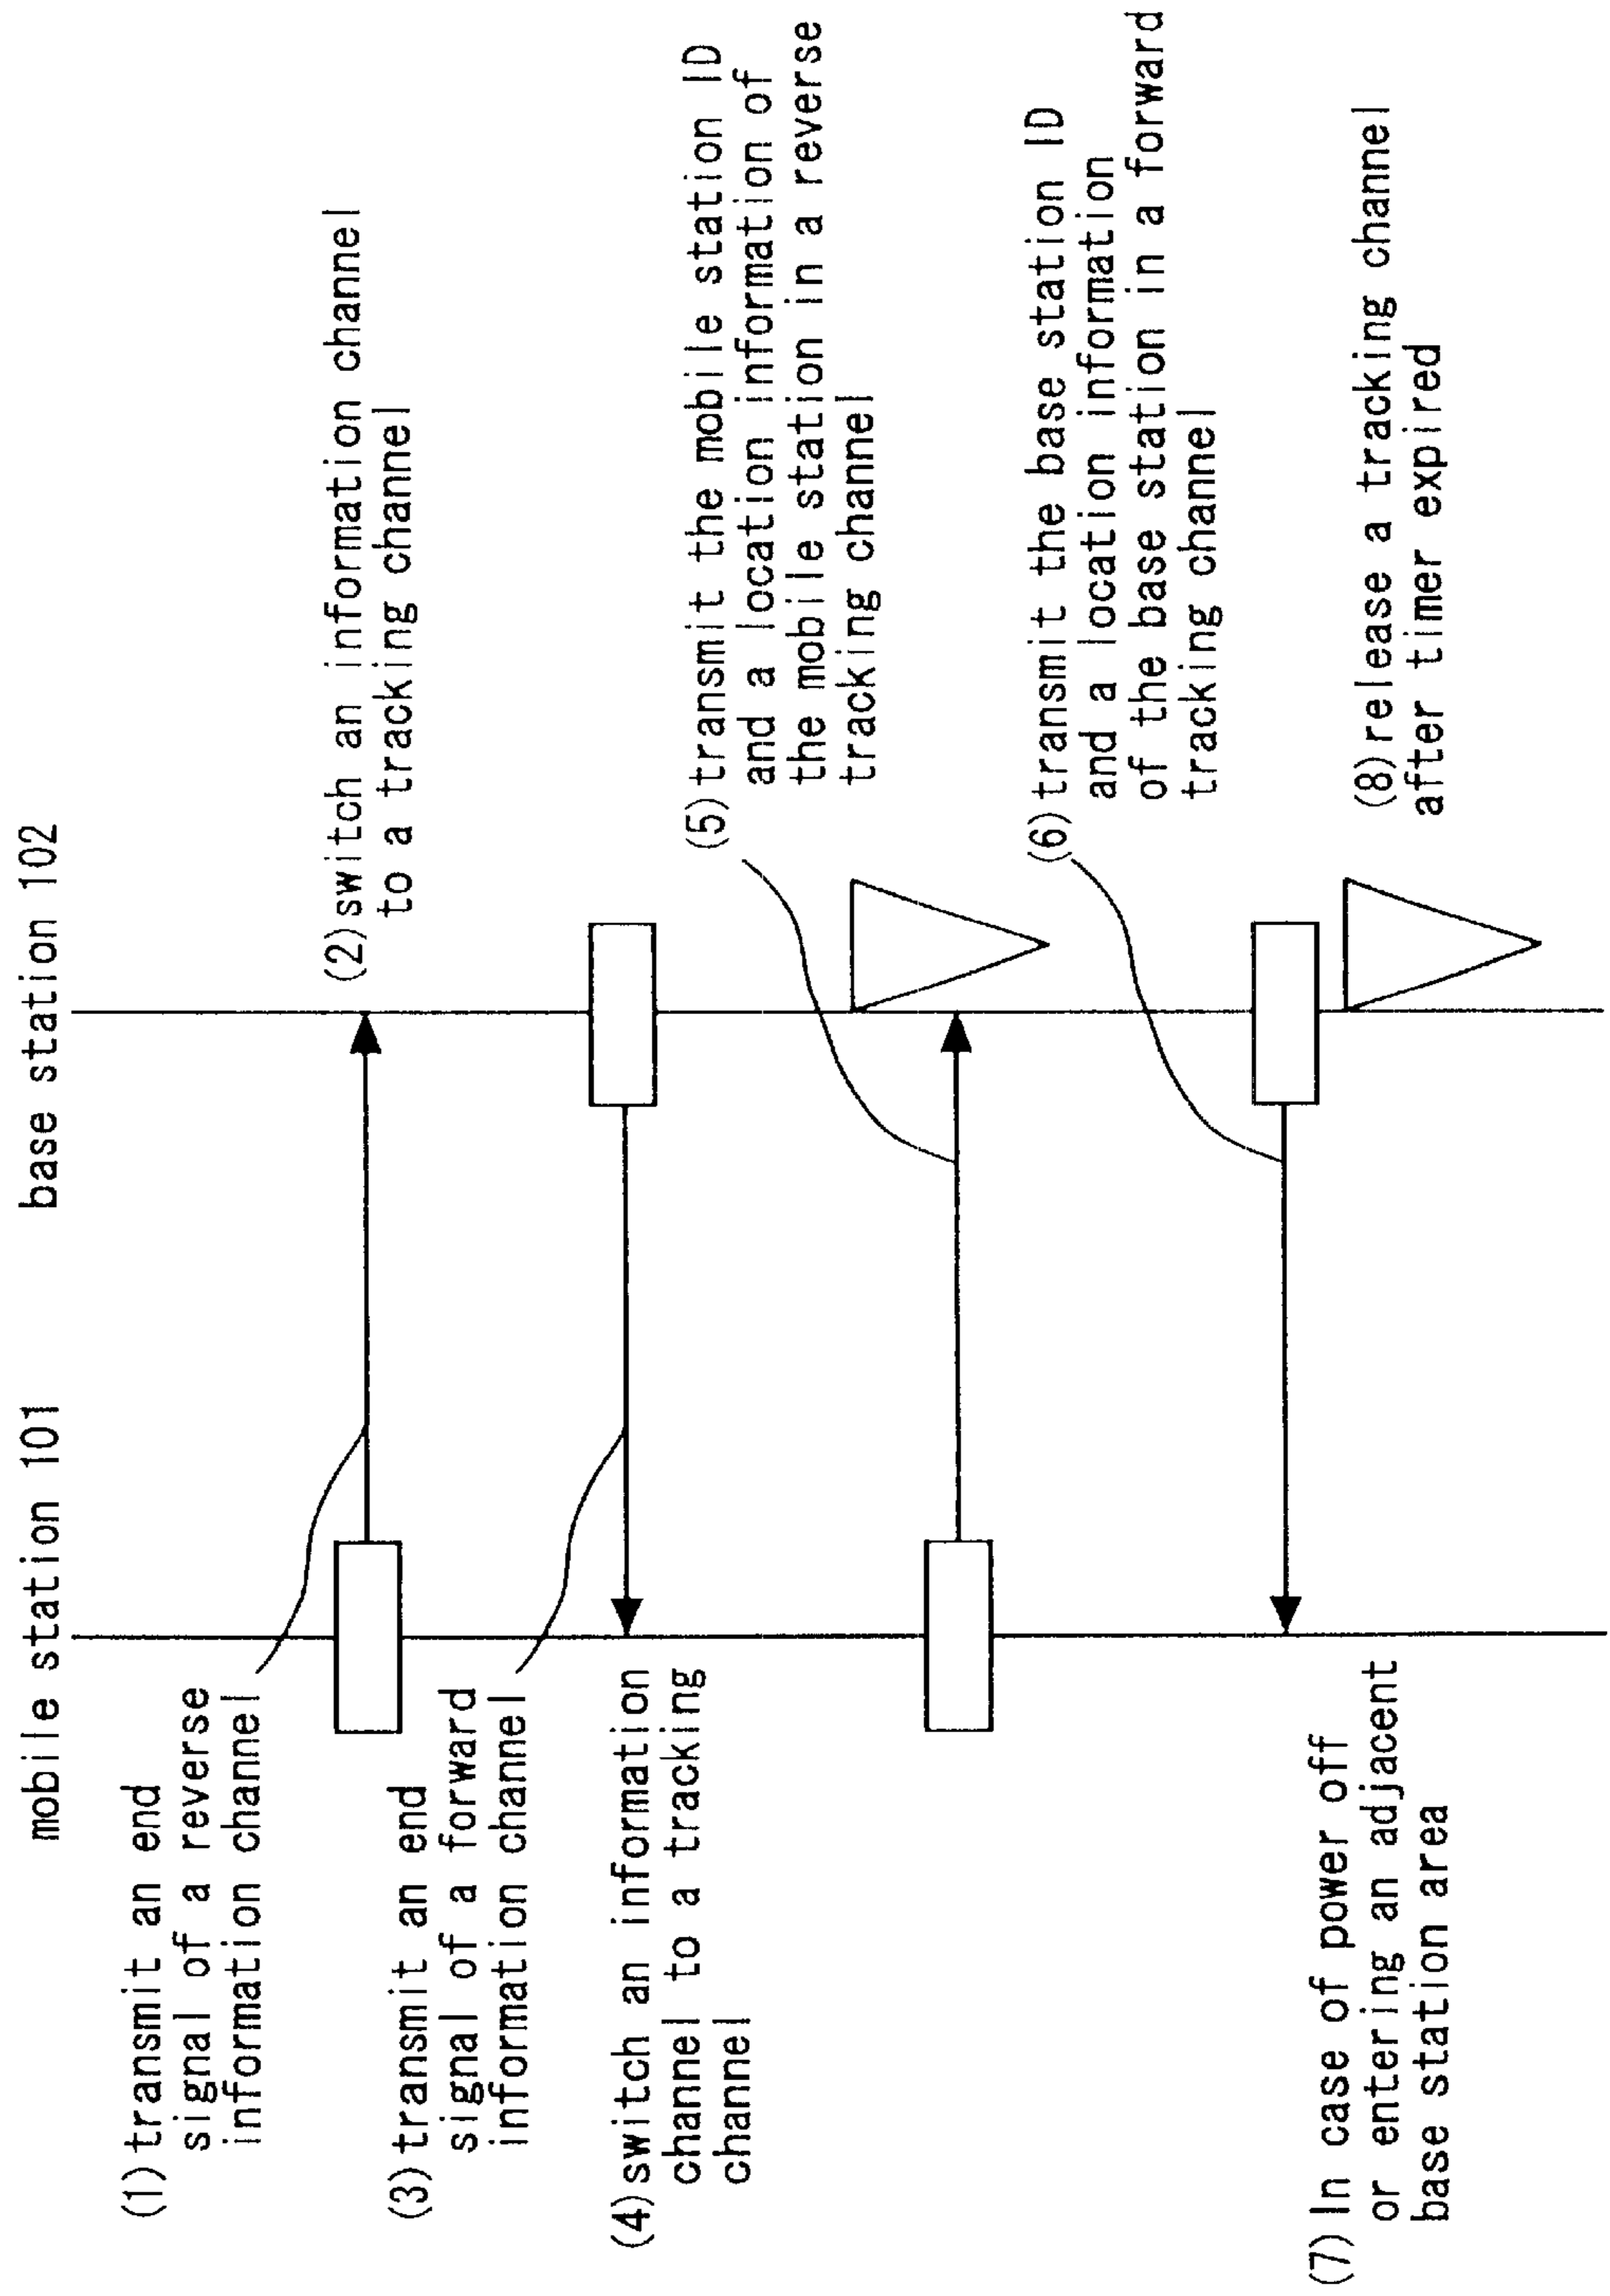 mobile station 101
base station 102
(1) transmit an end
signal of a reverse
information channel
(2) switch an information channel
to a tracking channel
(3) transmit an end
signal of a forward
information channel
(4) switch an information
channel to a tracking
channel
(5) transmit the mobile station ID
and a location information of
the mobile station in a reverse
tracking channel
(6) transmit the base station ID
and a location information
of the base station in a forward
tracking channel
(7) In case of power off
or entering an adjacent
base station area
(8) release a tracking channel
after timer expired